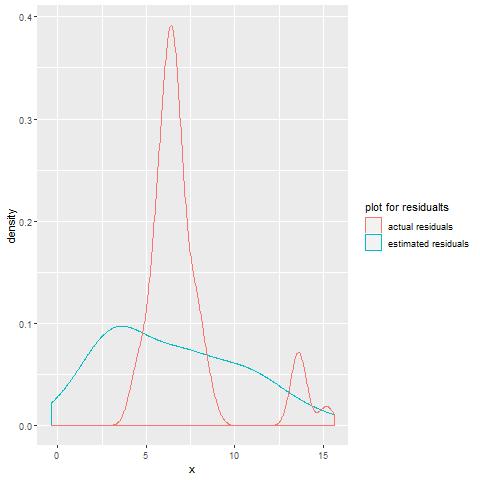 0.4
0.3
0.2
0.1
0.0
density
0
5
10
15
x
plot for residualts
actual residuals
estimated residuals